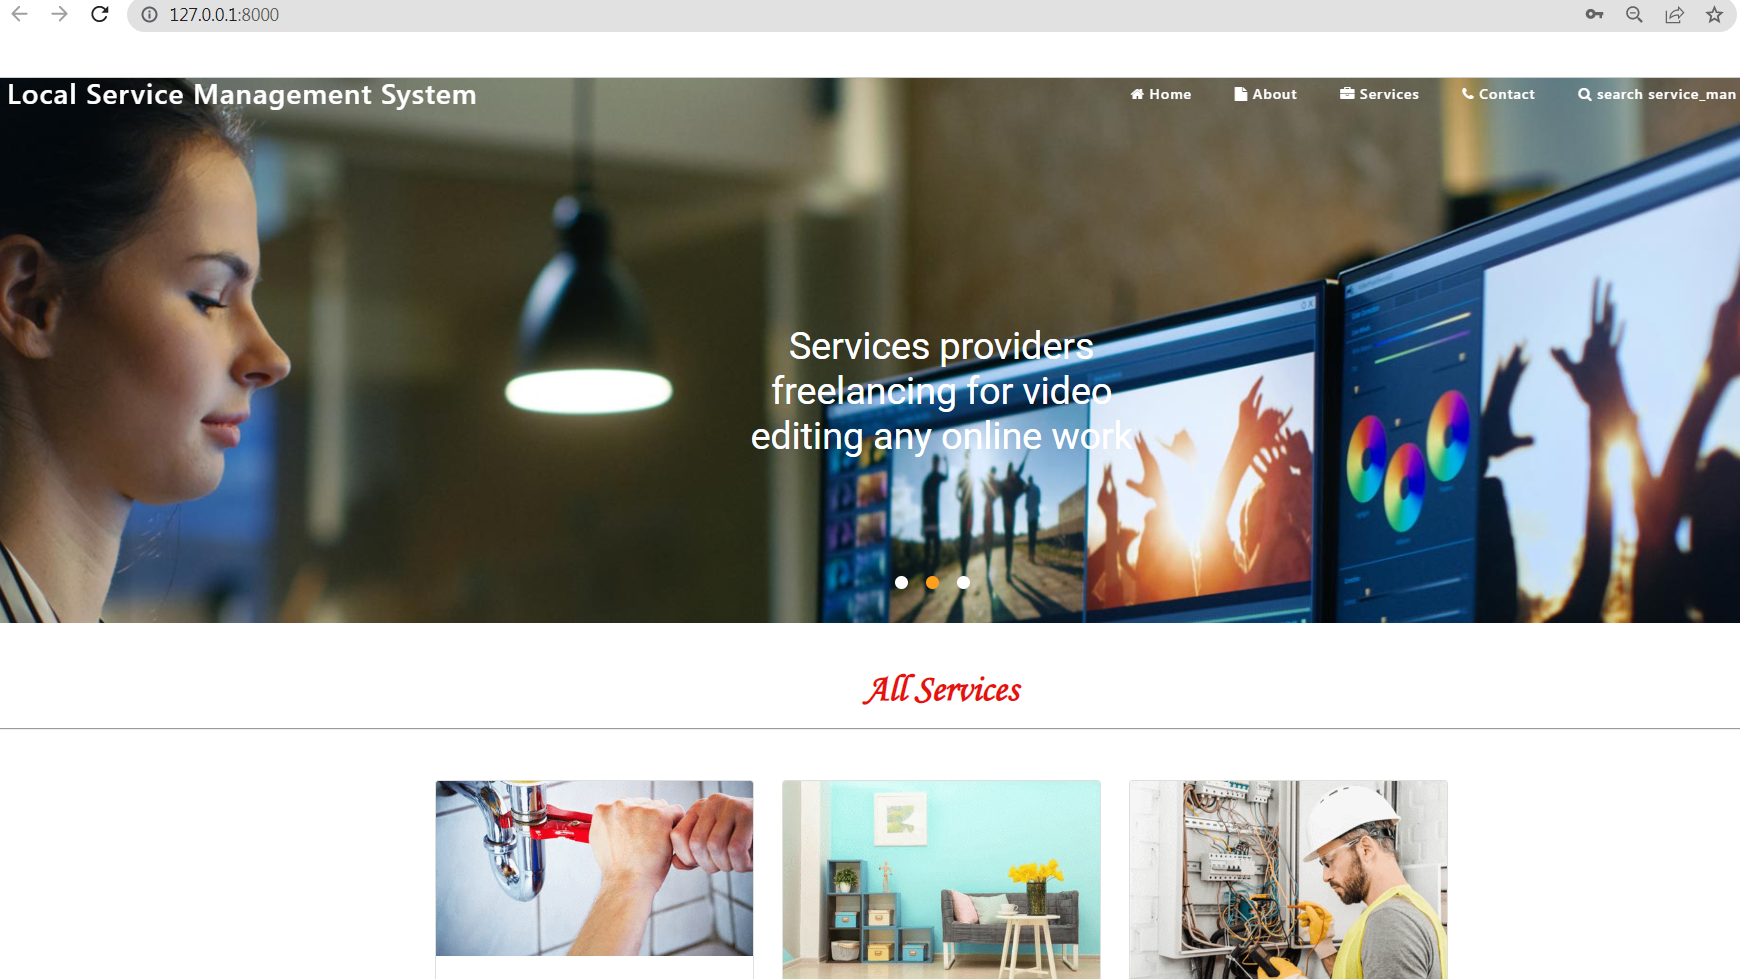 127.0.0.1:8000
Local Service Management System
Home About Services Contact search service_man
Services providers
freelancing for video
editing any online work
All Services